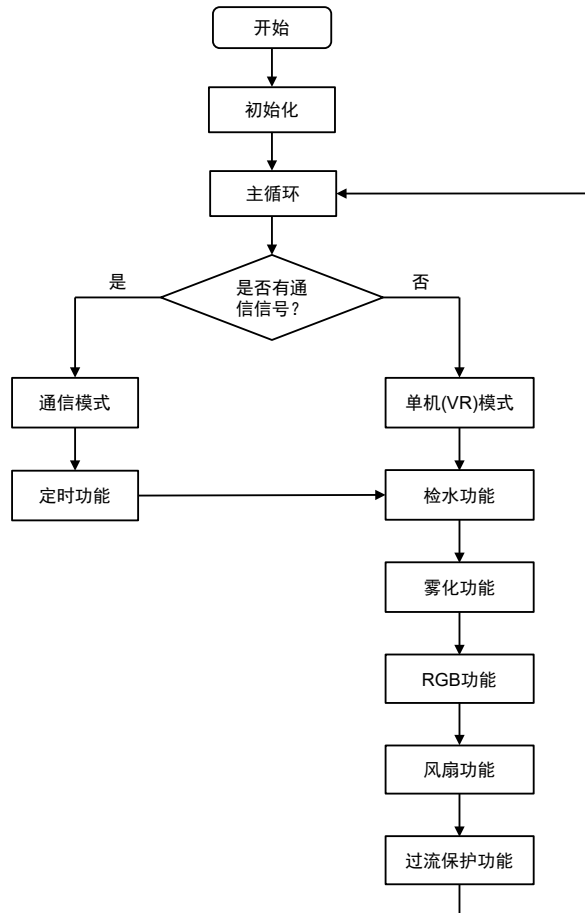 开始
初始化
主循环
是否有通
信信号？
是
否
通信模式
单机(VR)模式
定时功能
检水功能
雾化功能
RGB功能
风扇功能
过流保护功能